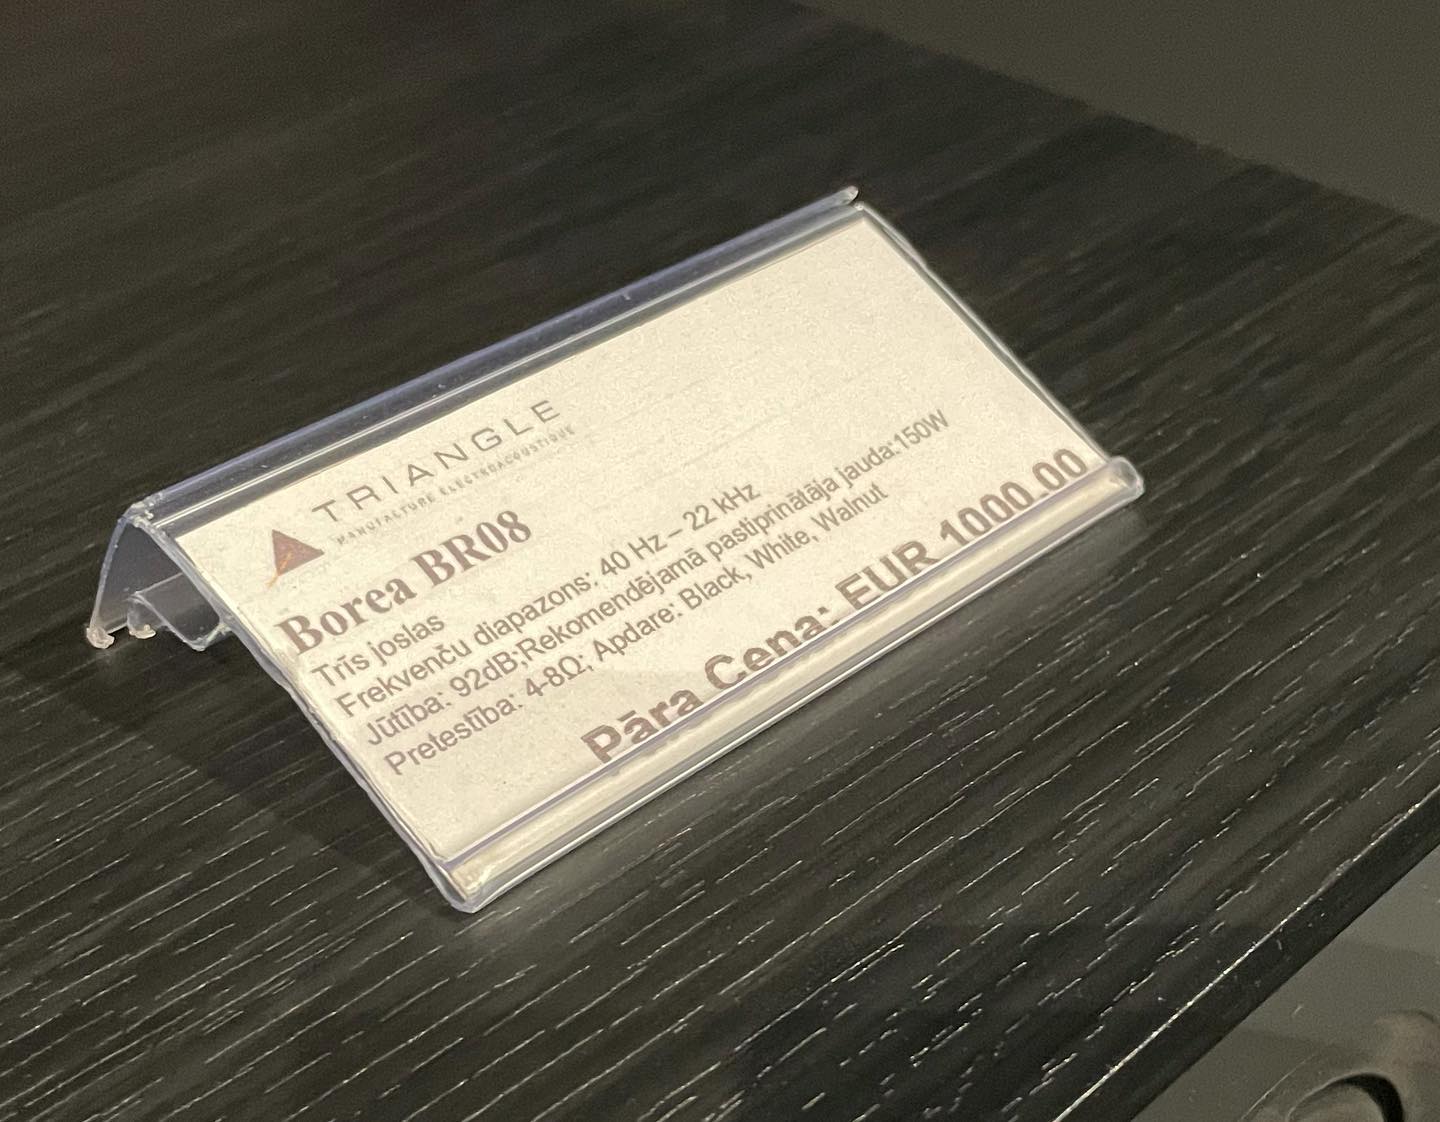 TRIANGLE
MANUFACTURE ELECTROACOUSTIQUE
Borea BR08
Trīs joslas
Frekvenču diapazons: 40 Hz – 22 kHz
Jūtība: 92dB;Rekomendējamā pastiprinātāja jauda:150W
Pretestība: 4-8Ω; Apdare: Black, White, Walnut
Pāra Cena: EUR 1000.00